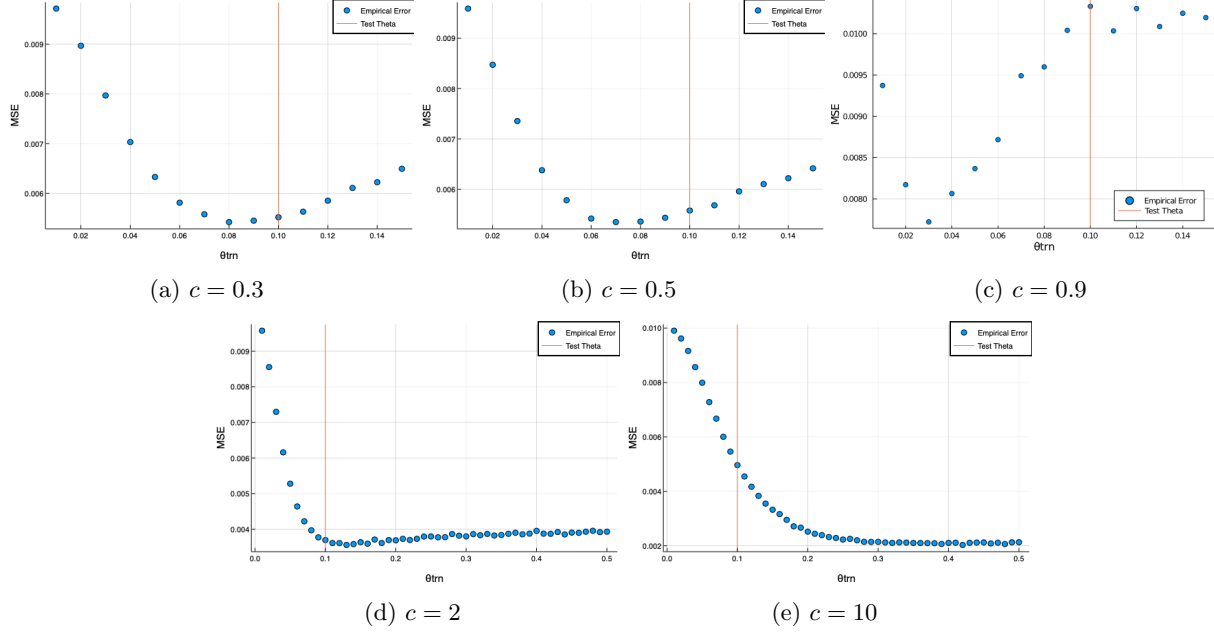 Empirical Error
Test Theta
MSE
0.009
0.008
0.007
0.006
0.02
0.04
0.06
0.08
0.10
0.12
0.14
θtrn
(a) c = 0.3
Empirical Error
Test Theta
MSE
0.009
0.008
0.007
0.006
0.02
0.04
0.06
0.08
0.10
0.12
0.14
θtrn
(b) c = 0.5
MSE
0.0100
0.0095
0.0090
0.0085
0.0080
Empirical Error
Test Theta
0.02
0.04
0.06
0.08
0.10
0.12
0.14
θtrn
(c) c = 0.9
Empirical Error
Test Theta
MSE
0.009
0.008
0.007
0.006
0.005
0.004
0.0
0.1
0.2
0.3
0.4
0.5
θtrn
(d) c = 2
Empirical Error
Test Theta
MSE
0.010
0.008
0.006
0.004
0.002
0.0
0.1
0.2
0.3
0.4
0.5
θtrn
(e) c = 10